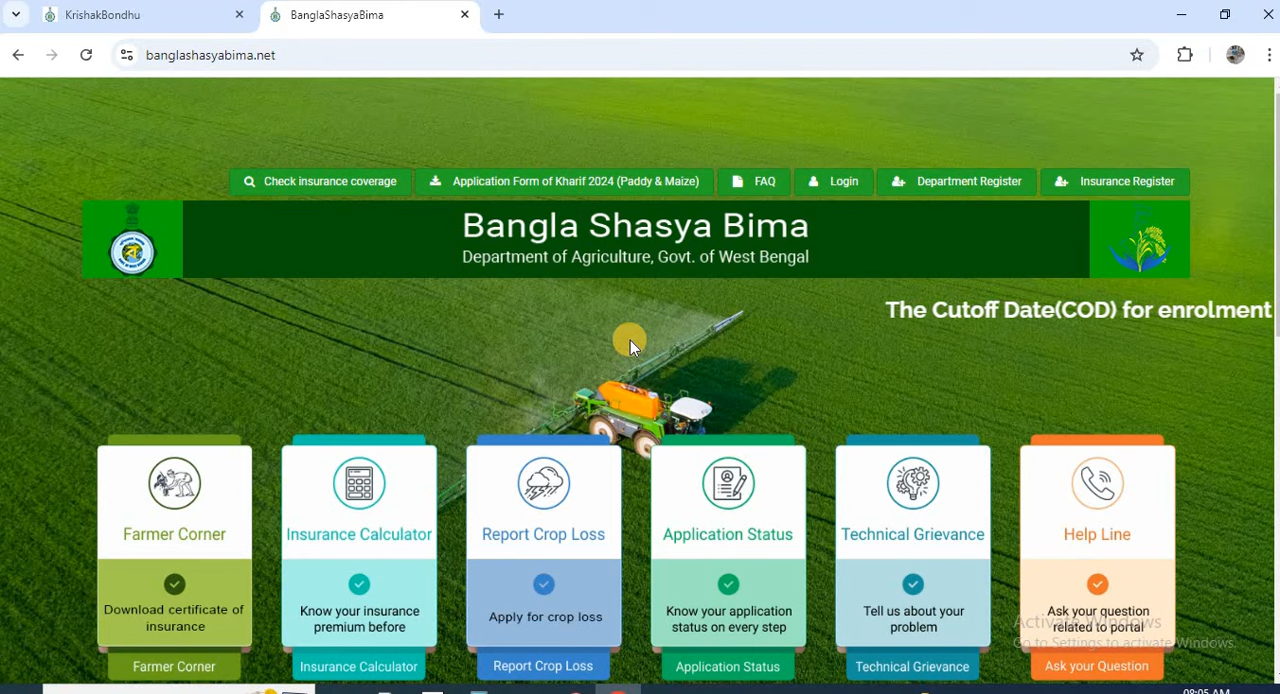 KrishakBondhu
BanglaShasyaBima
banglashasyabima.net
Check insurance coverage
Application Form of Kharif 2024 (Paddy & Maize)
FAQ
Login
Department Register
Insurance Register
Bangla Shasya Bima
Department of Agriculture, Govt. of West Bengal
The Cutoff Date(COD) for enrolment
Farmer Corner
Insurance Calculator
Report Crop Loss
Application Status
Technical Grievance
Help Line
Download certificate of
insurance
Know your insurance
premium before
Apply for crop loss
Know your application
status on every step
Tell us about your
problem
Ask your question
related to portal
Activate Windows
Go to Settings to activate Windows.
Farmer Corner
Insurance Calculator
Report Crop Loss
Application Status
Technical Grievance
Ask your Question
08:05 AM